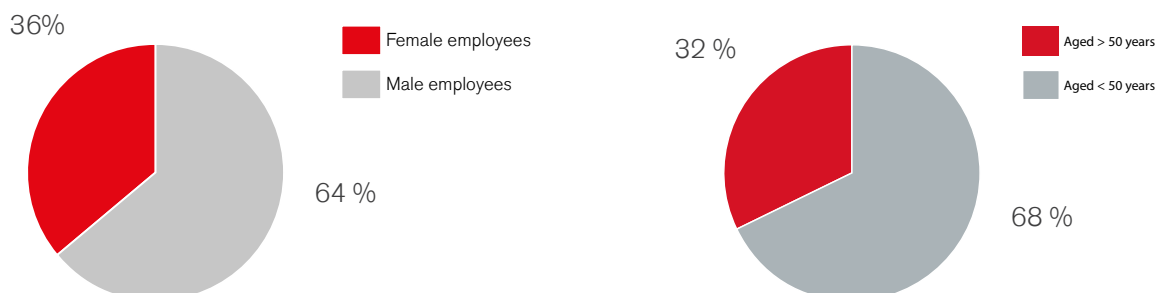 36%
Female employees
Male employees
64 %
32 %
Aged > 50 years
Aged < 50 years
68 %